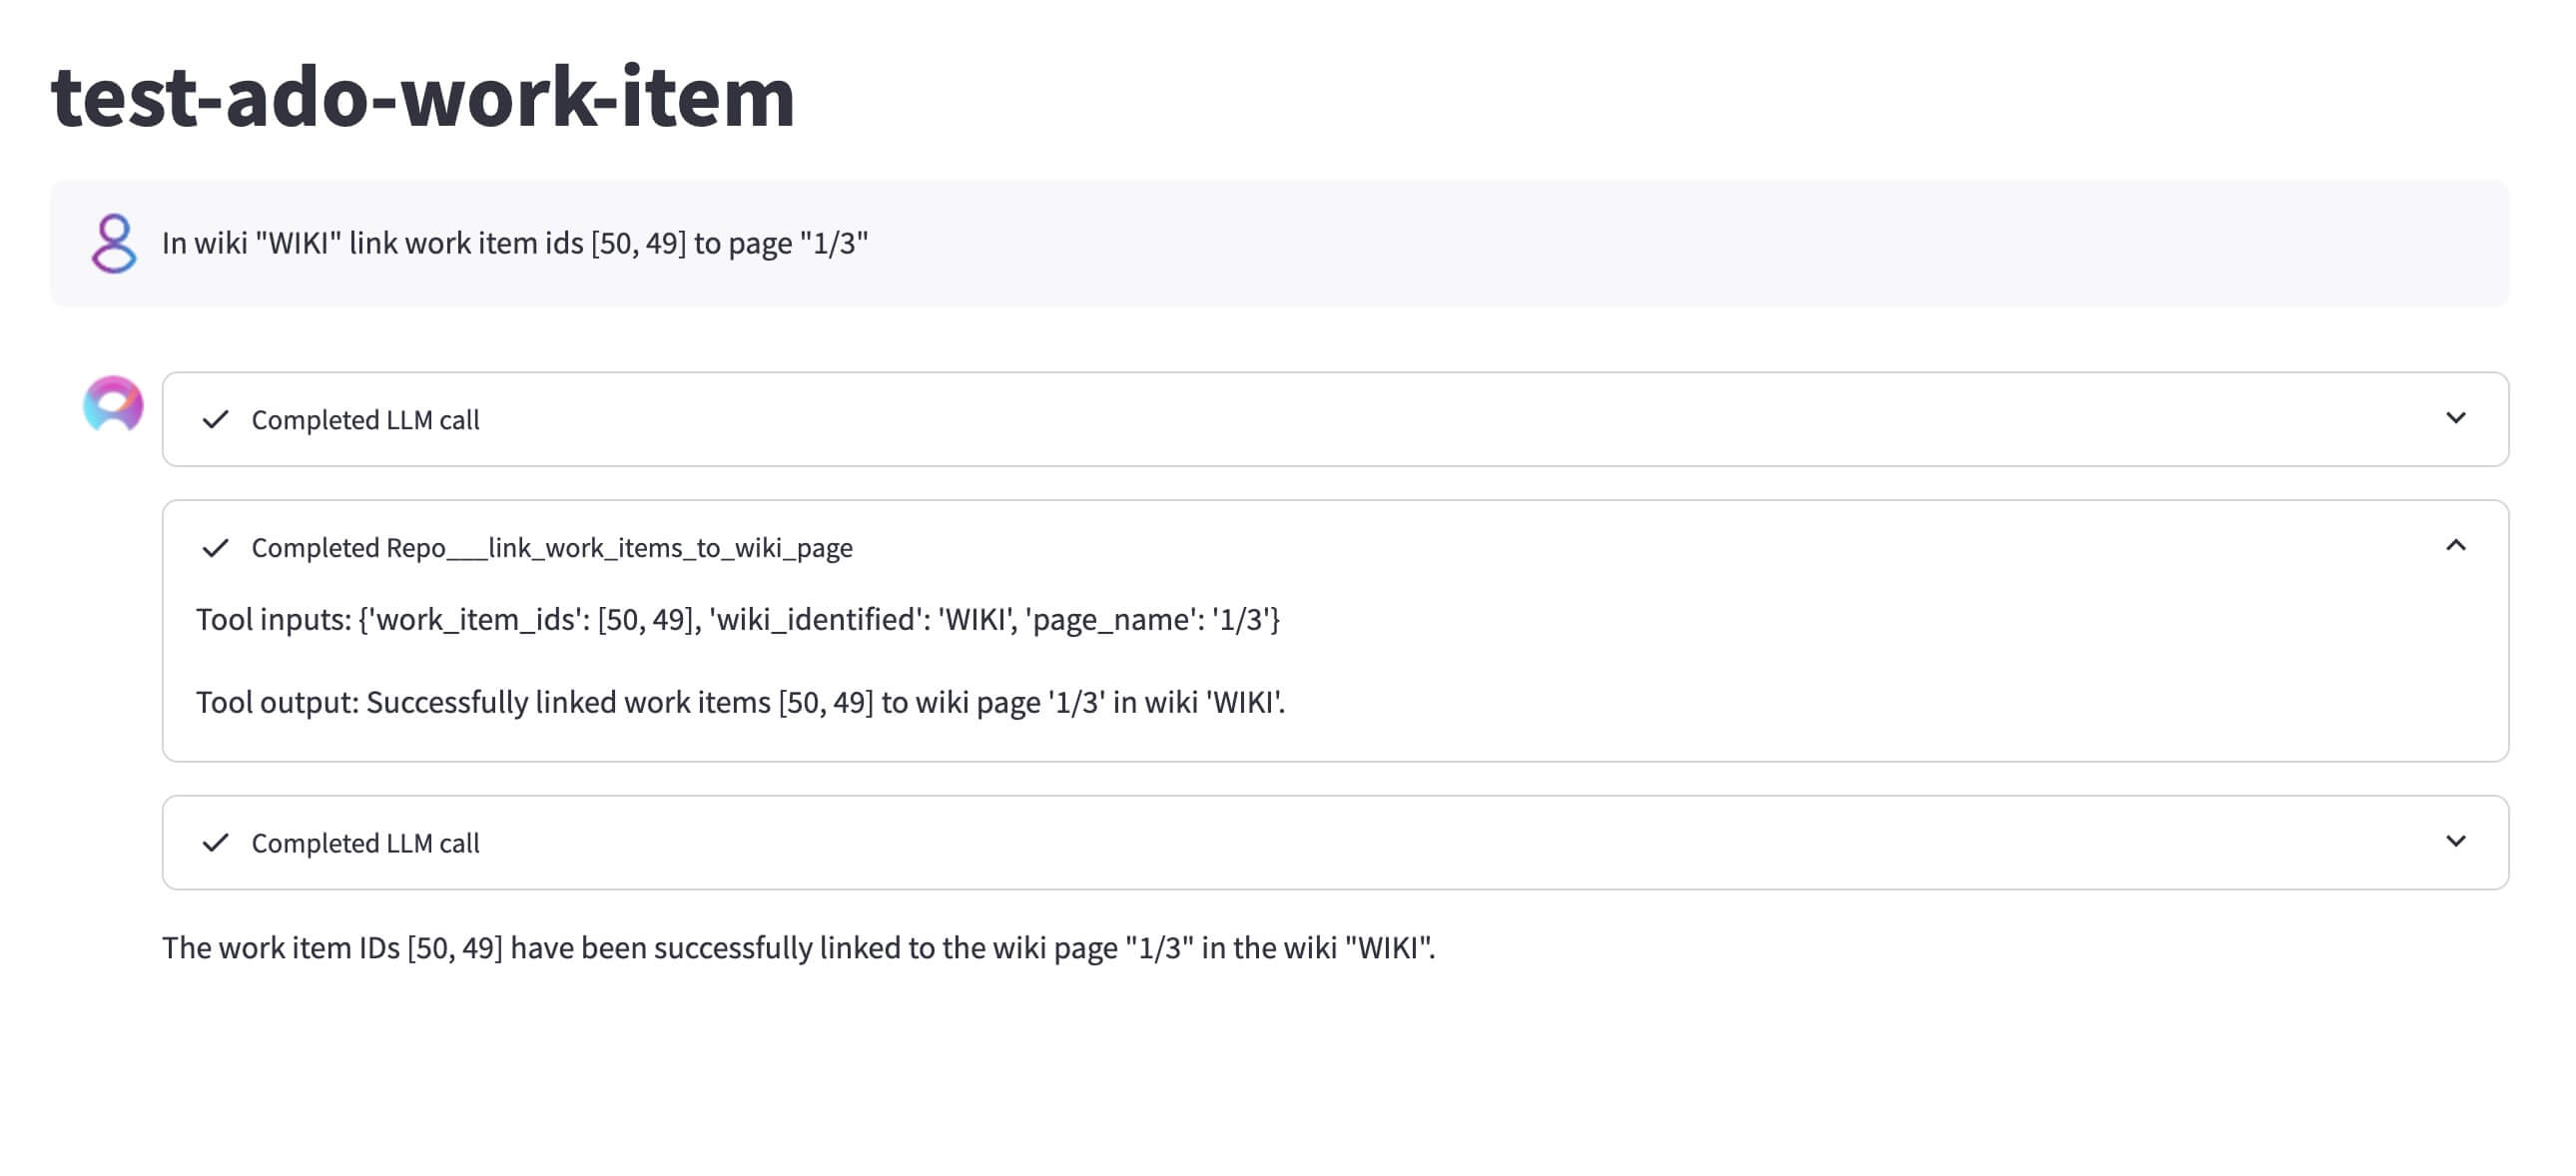 test-ado-work-item
In wiki "WIKI" link work item ids [50, 49] to page "1/3"
Completed LLM call
Completed Repo___link_work_items_to_wiki_page
Tool inputs: {'work_item_ids': [50, 49], 'wiki_identified': 'WIKI', 'page_name': '1/3'}
Tool output: Successfully linked work items [50, 49] to wiki page '1/3' in wiki 'WIKI'.
Completed LLM call
The work item IDs [50, 49] have been successfully linked to the wiki page "1/3" in the wiki "WIKI".